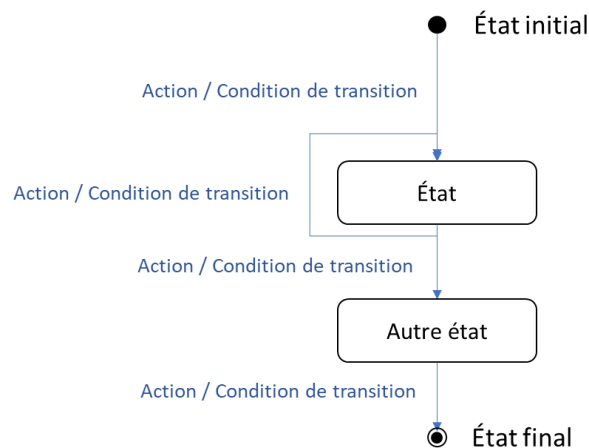 État initial
Action / Condition de transition
Action / Condition de transition
État
Action / Condition de transition
Autre état
Action / Condition de transition
État final